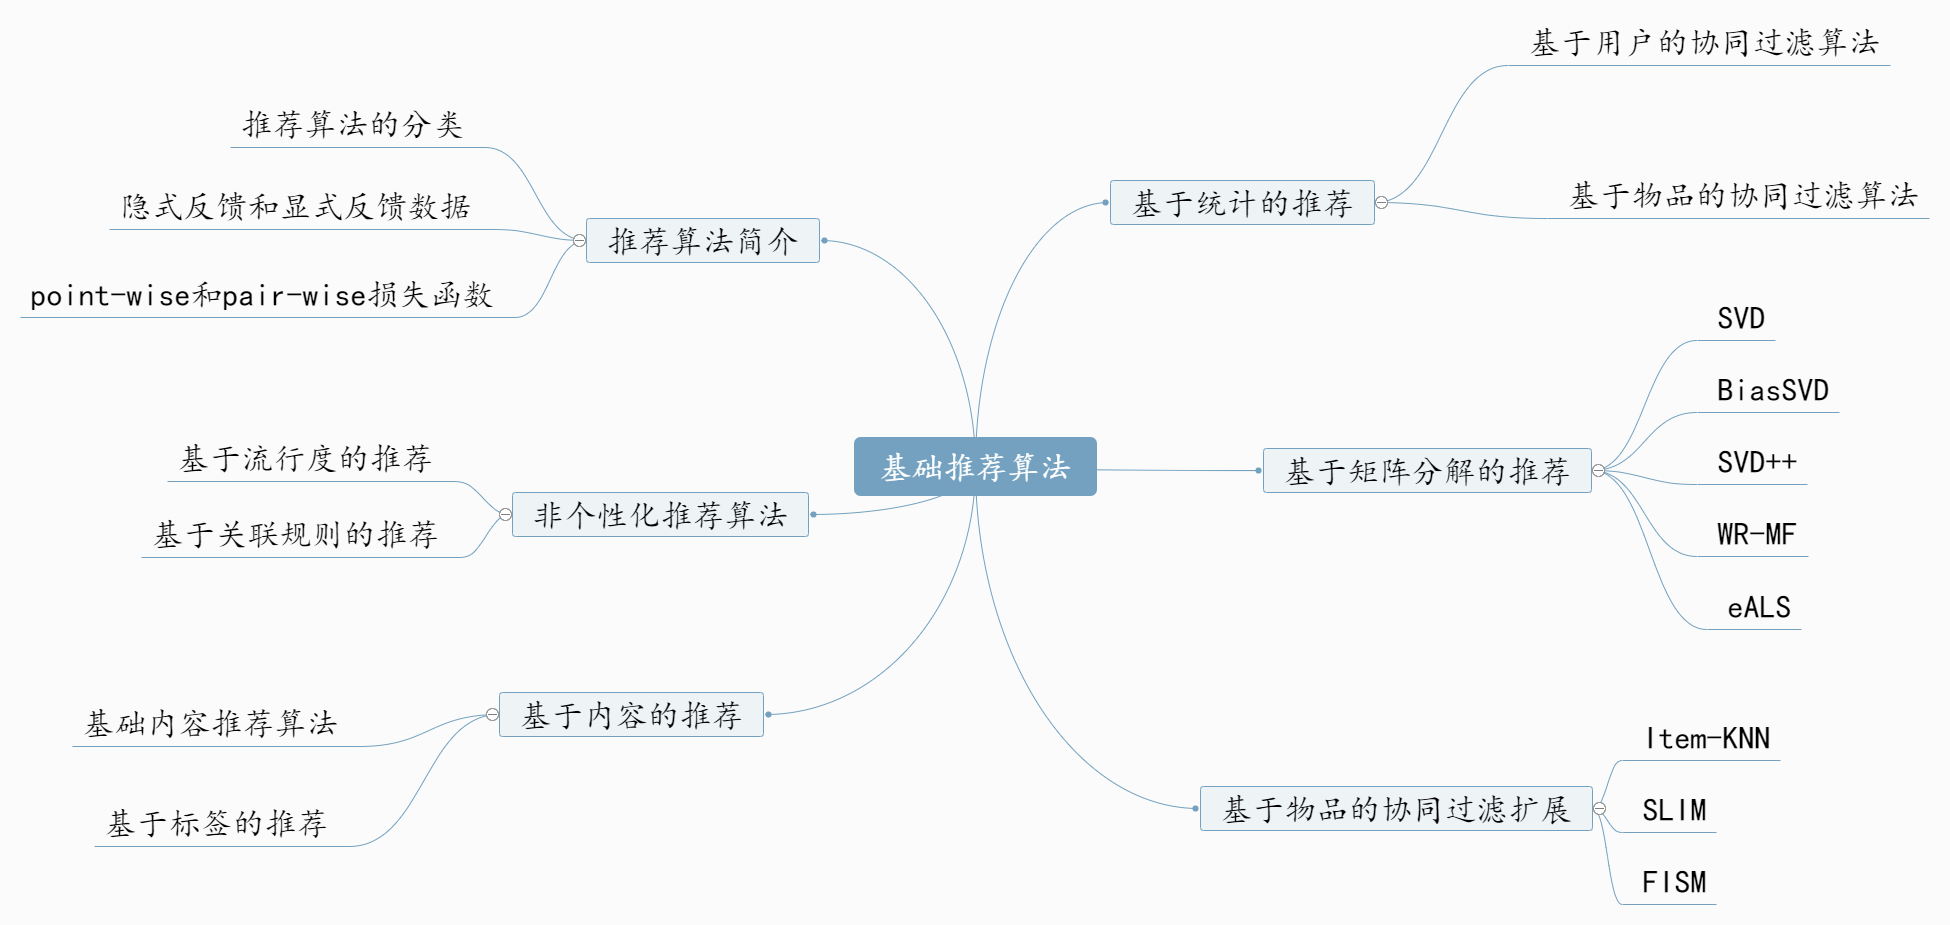 基础推荐算法
推荐算法简介
推荐算法的分类
隐式反馈和显式反馈数据
point-wise和pair-wise损失函数
非个性化推荐算法
基于流行度的推荐
基于关联规则的推荐
基于内容的推荐
基础内容推荐算法
基于标签的推荐
基于统计的推荐
基于用户的协同过滤算法
基于物品的协同过滤算法
基于矩阵分解的推荐
SVD
BiasSVD
SVD++
WR-MF
eALS
基于物品的协同过滤扩展
Item-KNN
SLIM
FISM